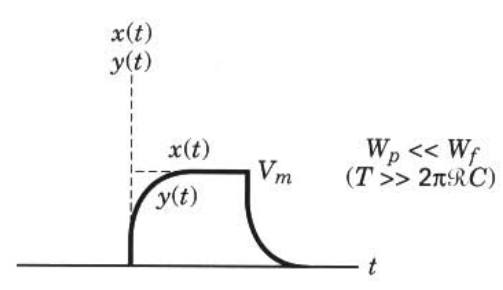 x(t)
y(t)
x(t)
y(t)
V_m
W_p << W_f
(T >> 2πℛC)
t